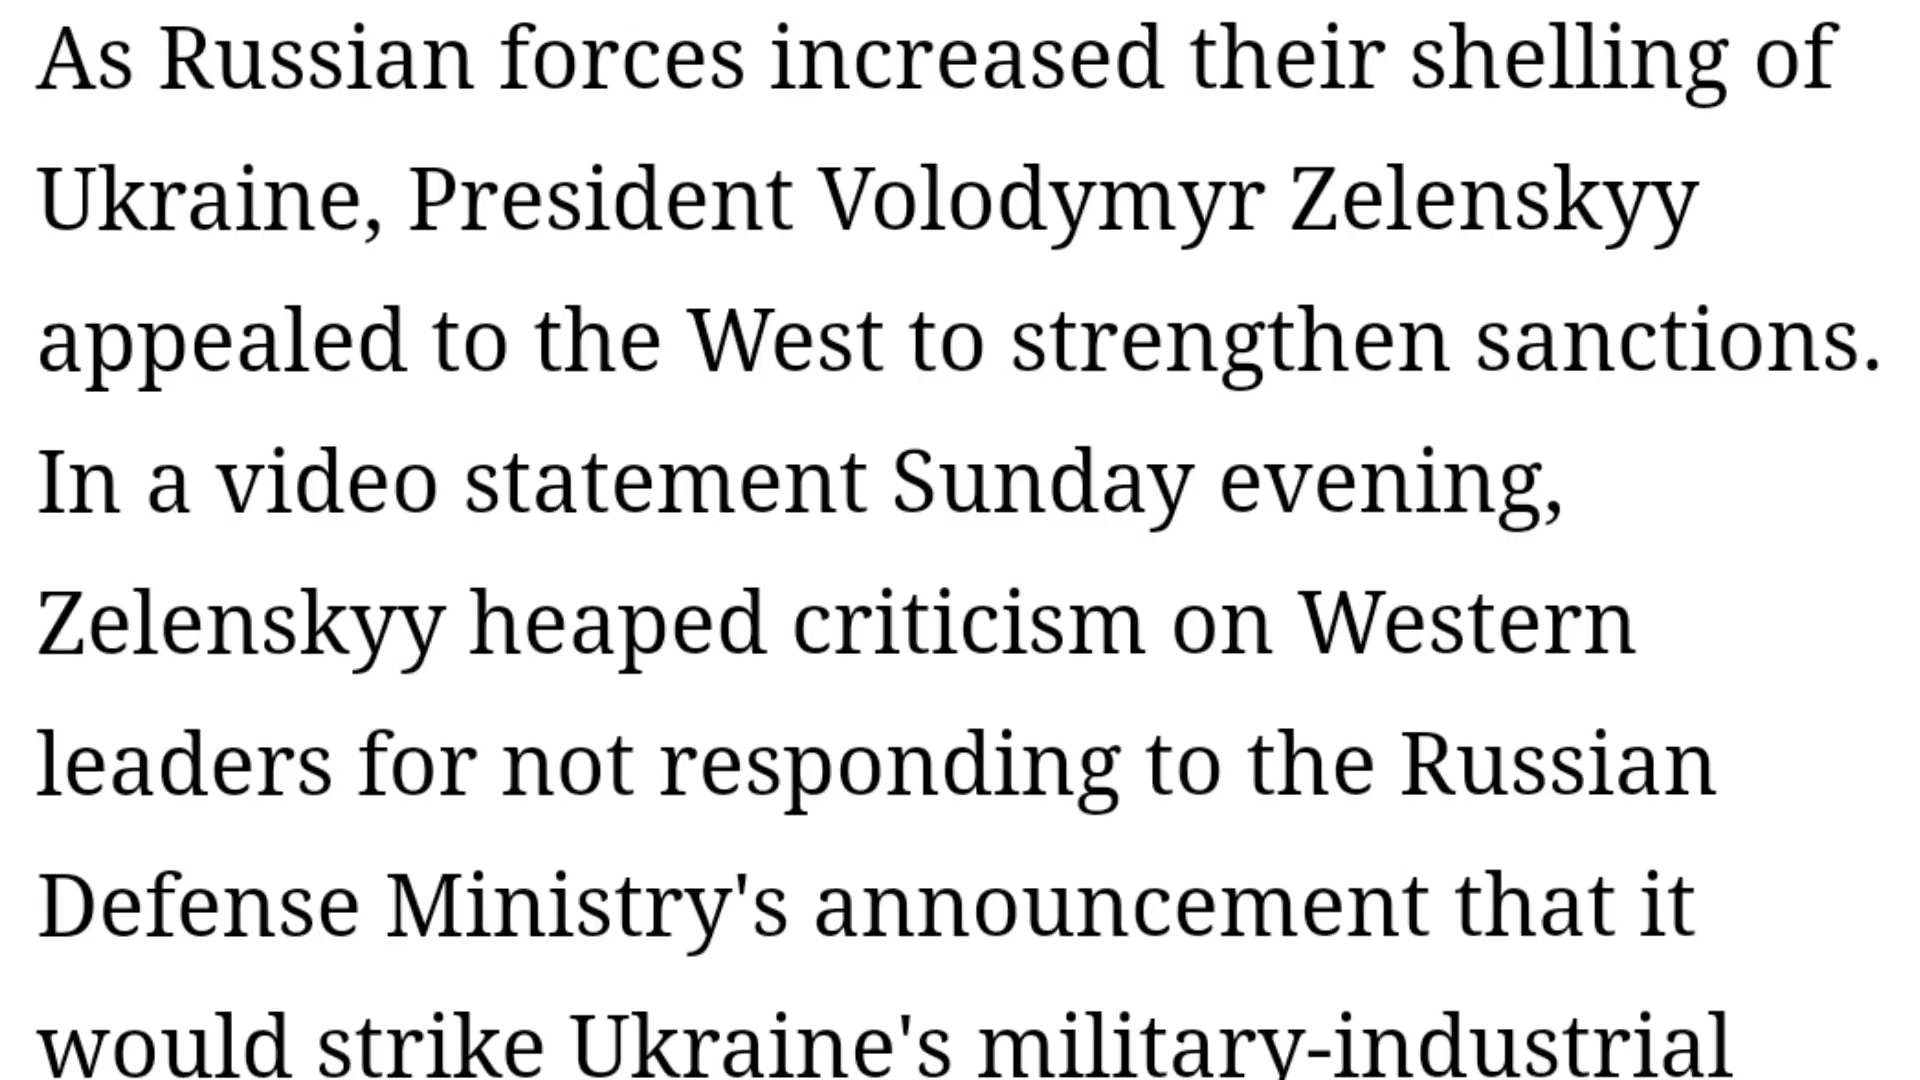 As Russian forces increased their shelling of
Ukraine, President Volodymyr Zelenskyy
appealed to the West to strengthen sanctions.
In a video statement Sunday evening,
Zelenskyy heaped criticism on Western
leaders for not responding to the Russian
Defense Ministry's announcement that it
would strike Ukraine's military-industrial